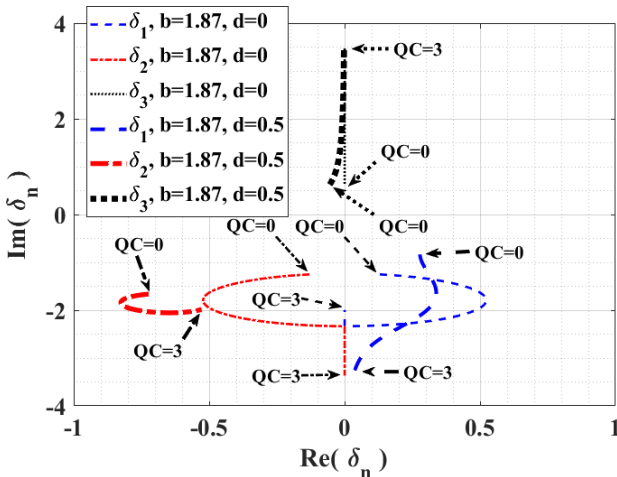 4
2
0
-2
-4
Im( δn )
δ1, b=1.87, d=0
δ2, b=1.87, d=0
δ3, b=1.87, d=0
δ1, b=1.87, d=0.5
δ2, b=1.87, d=0.5
δ3, b=1.87, d=0.5
QC=3
QC=0
QC=0
QC=0
QC=0
QC=0
QC=0
QC=3
QC=3
QC=3
QC=3
-1
-0.5
0
0.5
1
Re( δn )